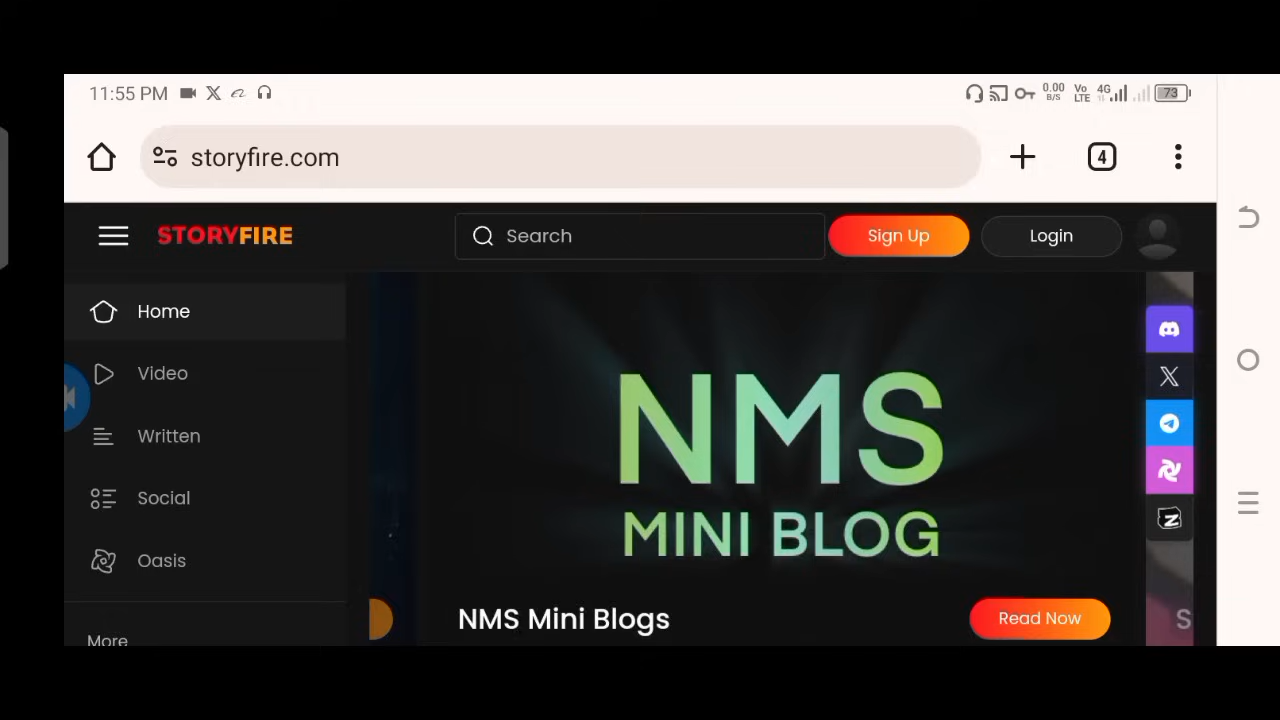 11:55 PM 0.00 B/S Vo LTE 4G 73
storyfire.com 4
STORYFIRE Search Sign Up Login
Home
Video
Written
Social
Oasis
More
NMS
MINI BLOG
NMS Mini Blogs Read Now
S